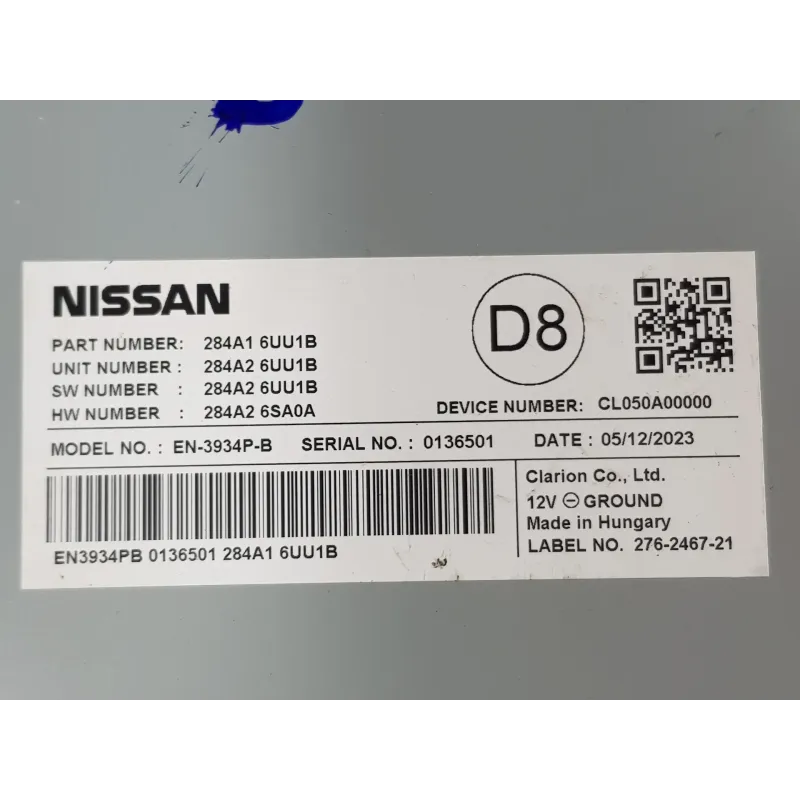 NISSAN
D8
PART NUMBER: 284A1 6UU1B
UNIT NUMBER : 284A2 6UU1B
SW NUMBER : 284A2 6UU1B
HW NUMBER : 284A2 6SA0A
DEVICE NUMBER: CL050A00000
MODEL NO. : EN-3934P-B SERIAL NO. : 0136501 DATE : 05/12/2023
EN3934PB 0136501 284A1 6UU1B
Clarion Co., Ltd.
12V ⊖ GROUND
Made in Hungary
LABEL NO. 276-2467-21